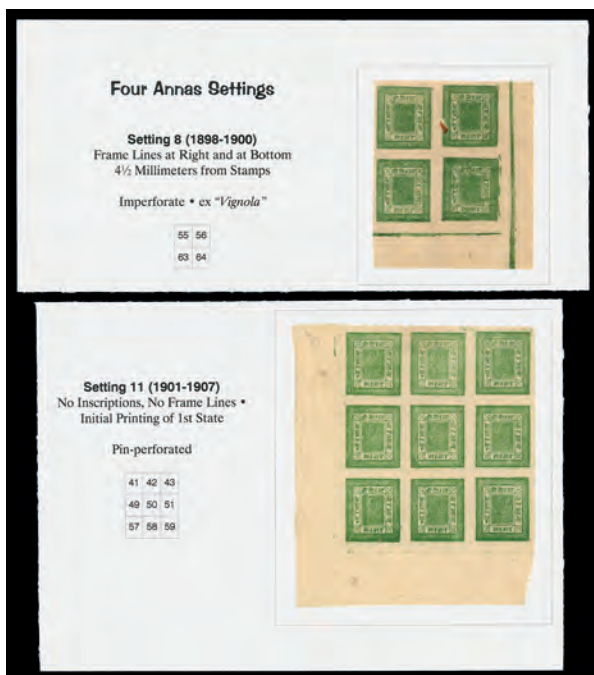 Four Annas Settings
Setting 8 (1898-1900)
Frame Lines at Right and at Bottom
4½ Millimeters from Stamps
Imperforate • ex “Vignola”
55 56
63 64
Setting 11 (1901-1907)
No Inscriptions, No Frame Lines •
Initial Printing of 1st State
Pin-perforated
41 42 43
49 50 51
57 58 59